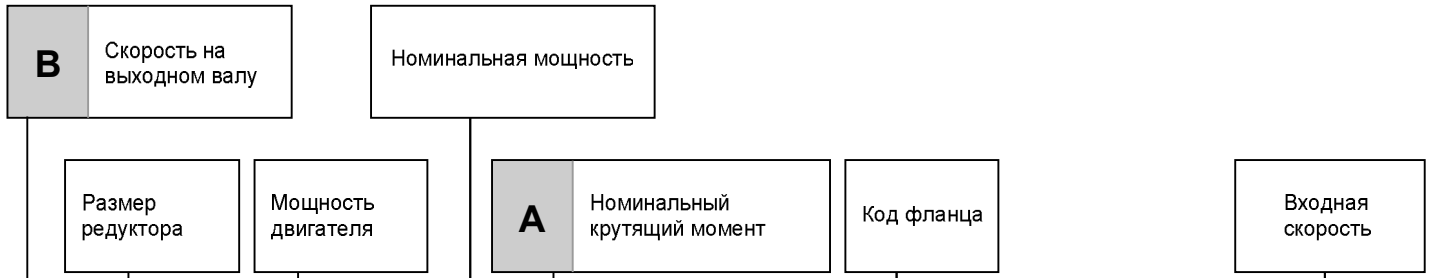 B
Скорость на
выходном валу
Номинальная мощность
Размер
редуктора
Мощность
двигателя
A
Номинальный
крутящий момент
Код фланца
Входная
скорость